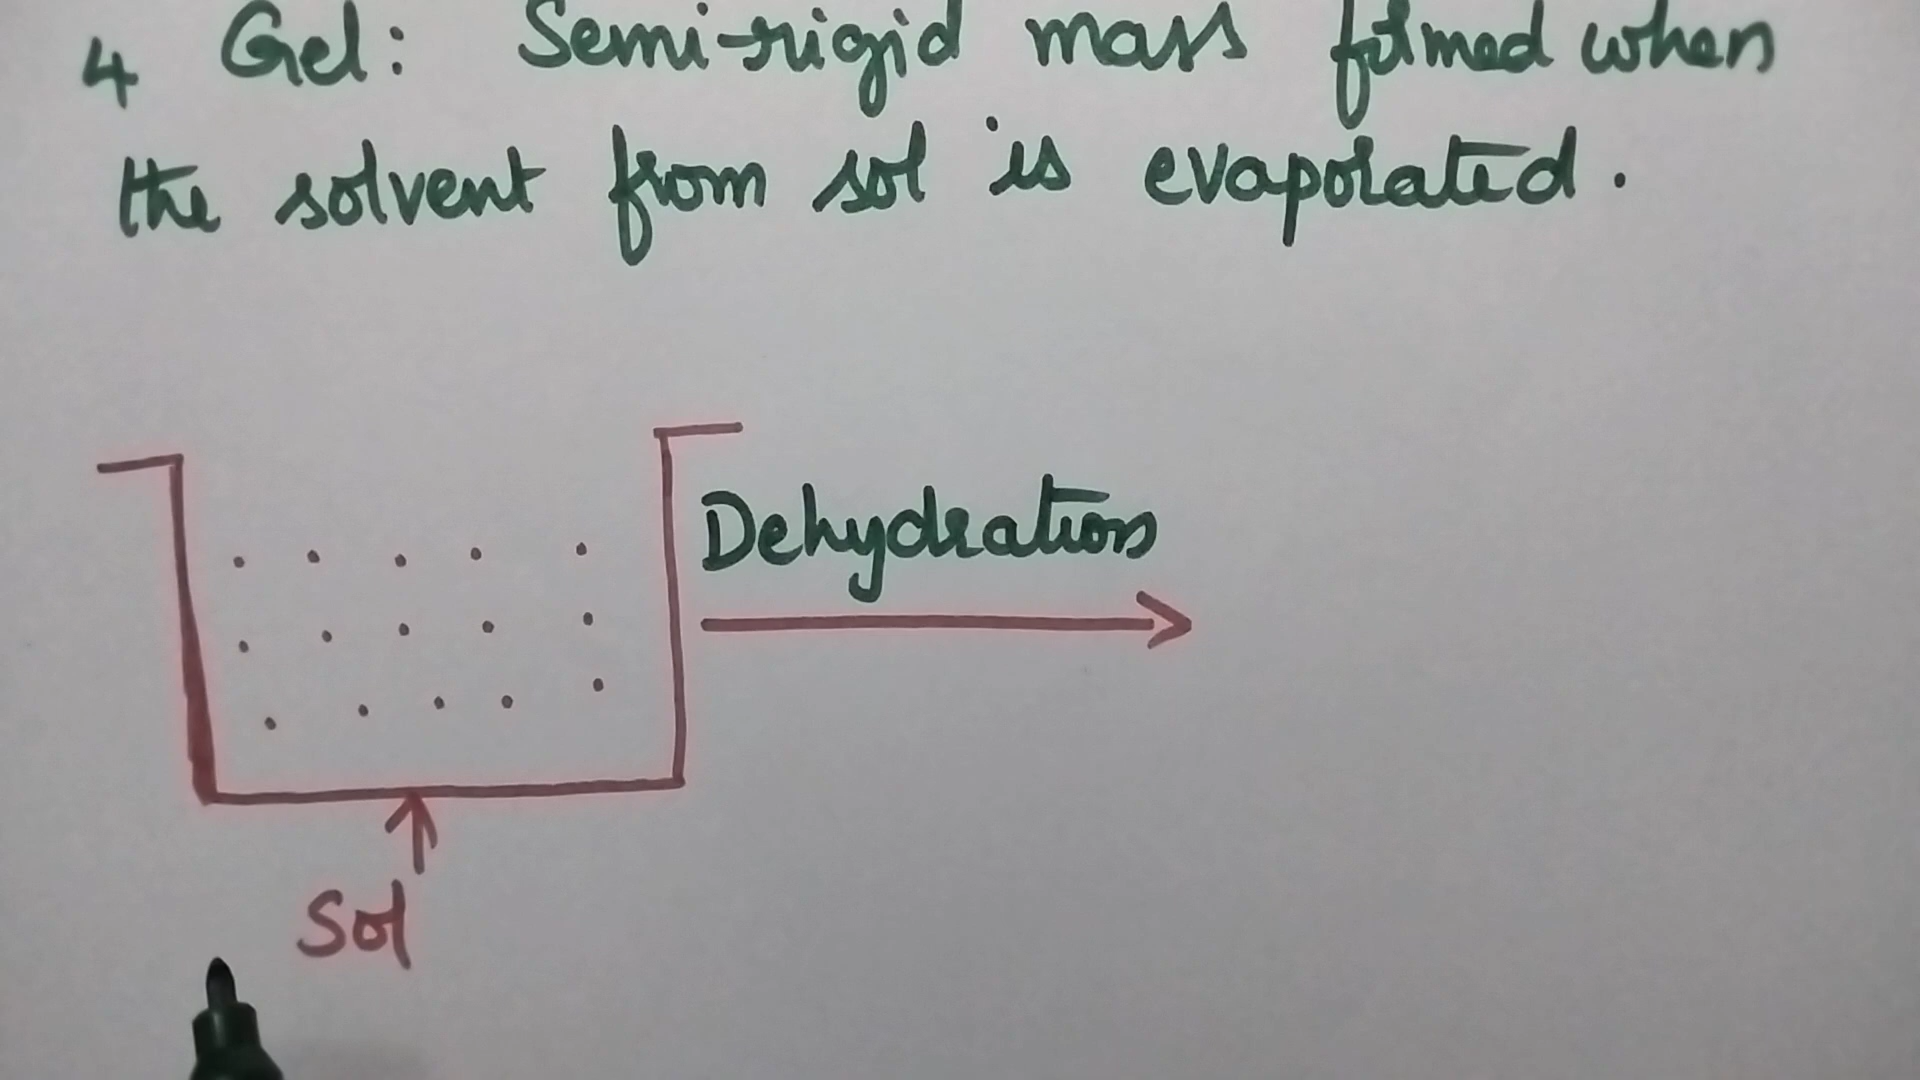 4 Gel: Semi-rigid mass formed when
the solvent from sol is evaporated.
Dehydration
Sol